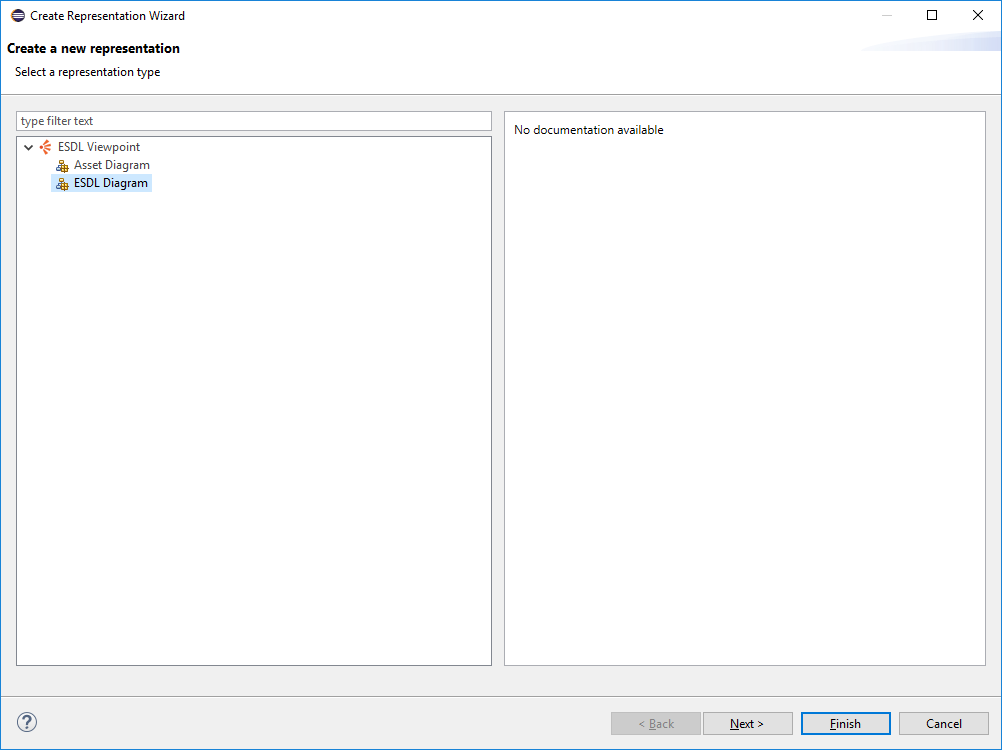 Create Representation Wizard
Create a new representation
Select a representation type
type filter text
No documentation available
ESDL Viewpoint
Asset Diagram
ESDL Diagram
?
< Back
Next >
Finish
Cancel